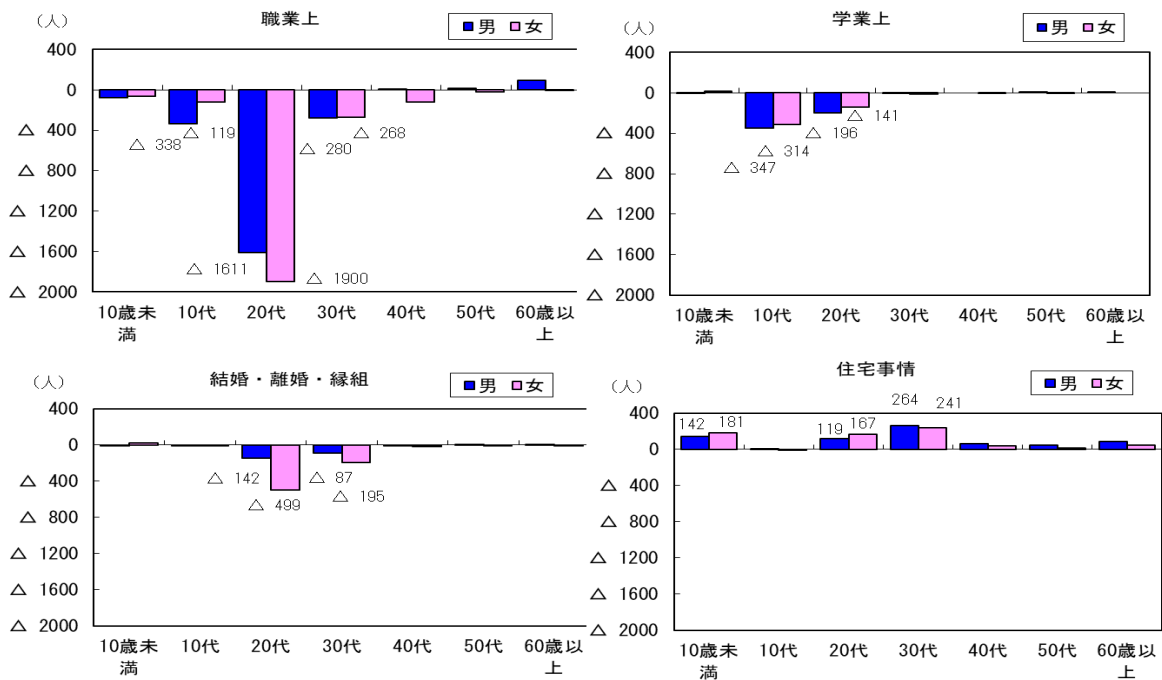 職業上
(人)
男 女
400
0
△ 400
△ 800
△ 1200
△ 1600
△ 2000
△ 338
△ 119
△ 1611
△ 1900
△ 280
△ 268
10歳未満 10代 20代 30代 40代 50代 60歳以上
学業上
(人)
男 女
400
0
△ 400
△ 800
△ 1200
△ 1600
△ 2000
△ 347
△ 314
△ 196
△ 141
10歳未満 10代 20代 30代 40代 50代 60歳以上
結婚・離婚・縁組
(人)
男 女
400
0
△ 400
△ 800
△ 1200
△ 1600
△ 2000
△ 142
△ 499
△ 87
△ 195
10歳未満 10代 20代 30代 40代 50代 60歳以上
住宅事情
(人)
男 女
400
0
△ 400
△ 800
△ 1200
△ 1600
△ 2000
142 181
119 167
264 241
10歳未満 10代 20代 30代 40代 50代 60歳以上